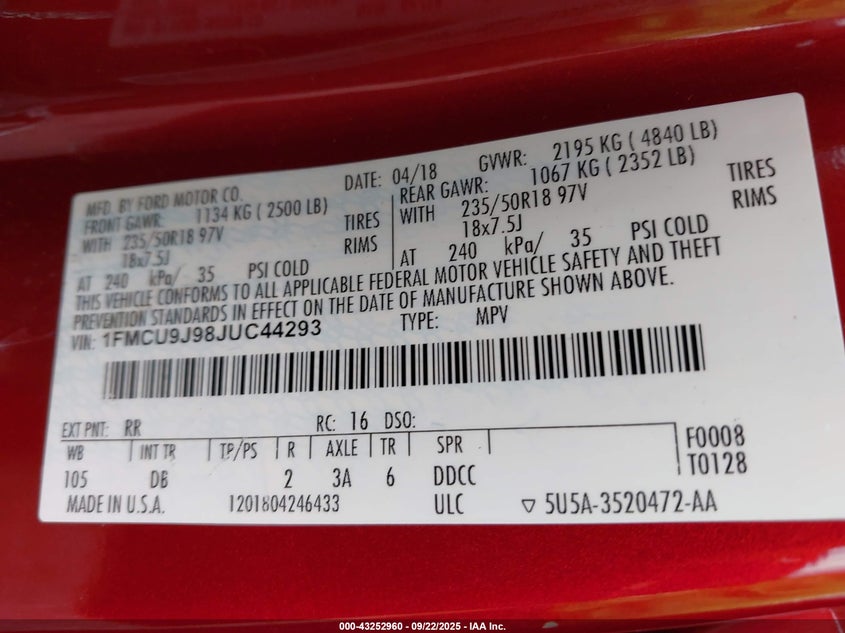 MFD. BY FORD MOTOR CO.
DATE: 04/18 GVWR: 2195 KG ( 4840 LB)
FRONT GAWR: 1134 KG ( 2500 LB) REAR GAWR: 1067 KG ( 2352 LB)
WITH 235/50R18 97V TIRES WITH 235/50R18 97V TIRES
18x7.5J RIMS 18x7.5J RIMS
AT 240 kPa/ 35 PSI COLD AT 240 kPa/ 35 PSI COLD
THIS VEHICLE CONFORMS TO ALL APPLICABLE FEDERAL MOTOR VEHICLE SAFETY AND THEFT
PREVENTION STANDARDS IN EFFECT ON THE DATE OF MANUFACTURE SHOWN ABOVE.
VIN: 1FMCU9J98JUC44293 TYPE: MPV
EXT PNT: RR RC: 16 DSO:
WB INT TR TP/PS R AXLE TR SPR F0008
105 DB 2 3A 6 DDCC T0128
MADE IN U.S.A. 1201804246433 ULC ▽ 5U5A-3520472-AA
000-43252960 - 09/22/2025 - IAA Inc.